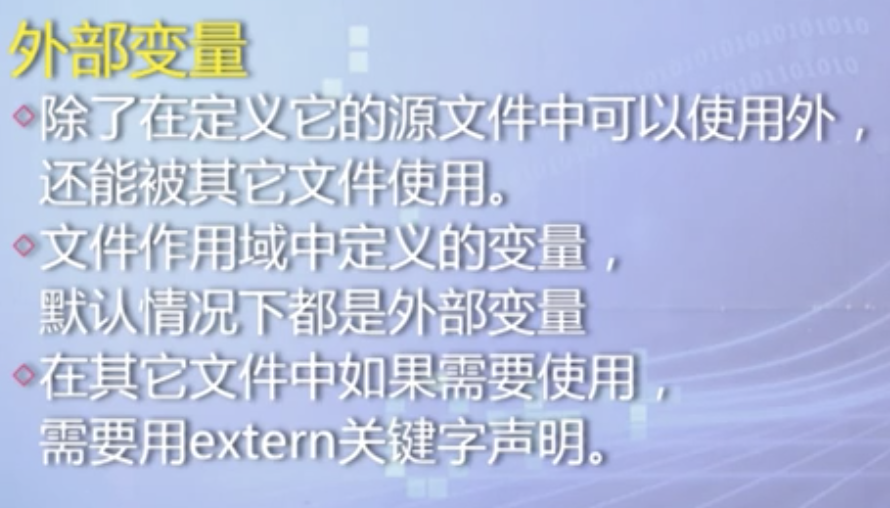 外部变量
除了在定义它的源文件中可以使用外，
还能被其它文件使用。
文件作用域中定义的变量，
默认情况下都是外部变量
在其它文件中如果需要使用，
需要用extern关键字声明。